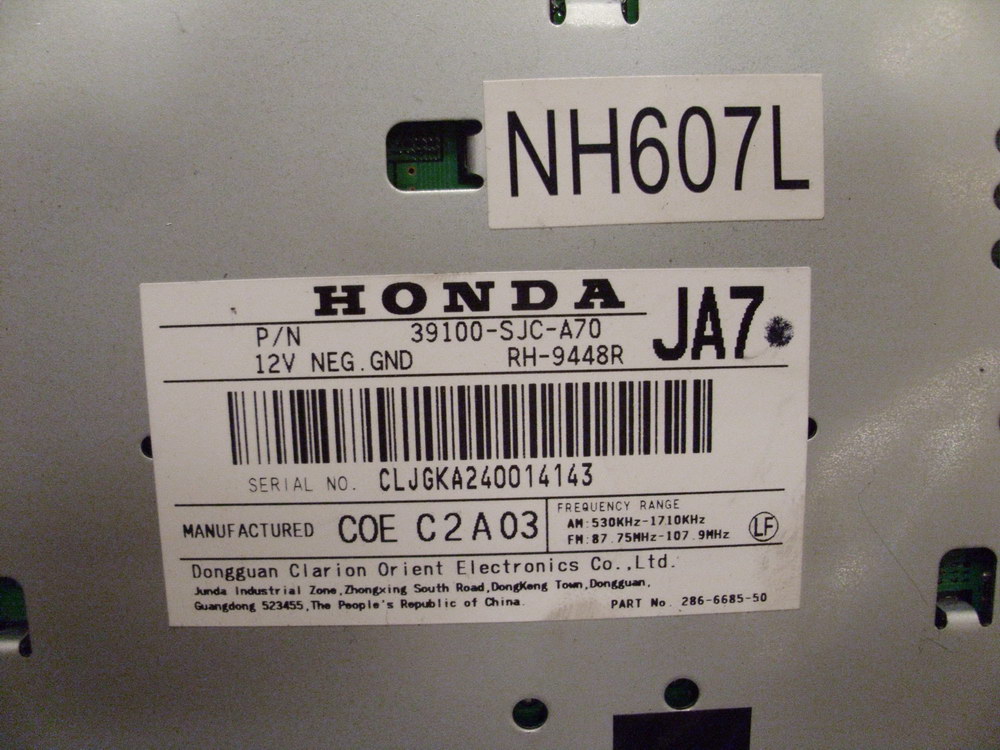 NH607L
HONDA
JA7
P/N 39100-SJC-A70
12V NEG.GND RH-9448R
SERIAL NO. CLJGKA240014143
MANUFACTURED COE C2A03
FREQUENCY RANGE
AM:530KHz-1710KHz
FM:87.75MHz-107.9MHz
LF
Dongguan Clarion Orient Electronics Co.,Ltd.
Junda Industrial Zone,Zhongxing South Road,DongKeng Town,Dongguan,
Guangdong 523455,The People's Republic of China.
PART No. 286-6685-50